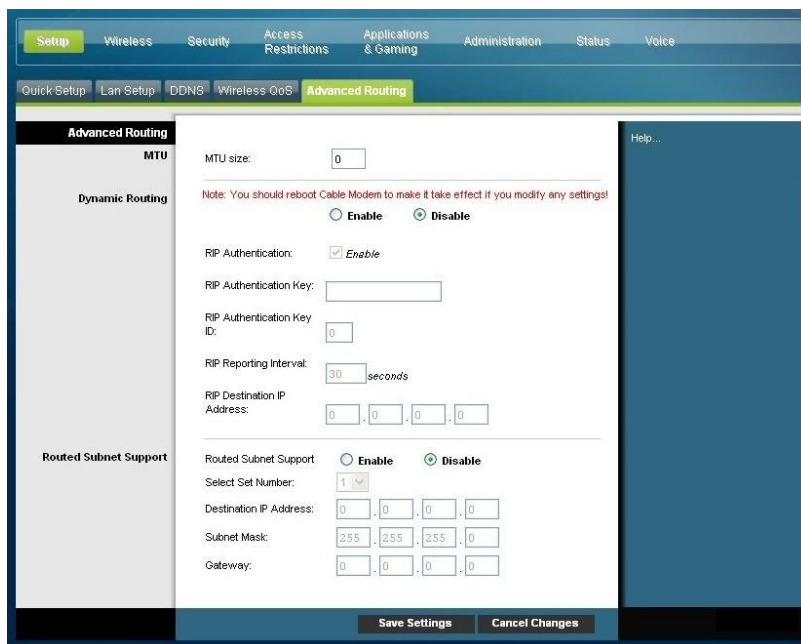 Setup Wireless Security Access Restrictions Applications & Gaming Administration Status Voice
Quick Setup Lan Setup DDNS Wireless QoS Advanced Routing
Advanced Routing
Help...
MTU
MTU size: 0
Dynamic Routing
Note: You should reboot Cable Modem to make it take effect if you modify any settings!
Enable Disable
RIP Authentication: Enable
RIP Authentication Key:
RIP Authentication Key
ID: 0
RIP Reporting Interval: 30 seconds
RIP Destination IP
Address: 0 . 0 . 0 . 0
Routed Subnet Support
Routed Subnet Support Enable Disable
Select Set Number: 1
Destination IP Address: 0 . 0 . 0 . 0
Subnet Mask: 255 . 255 . 255 . 0
Gateway: 0 . 0 . 0 . 0
Save Settings Cancel Changes